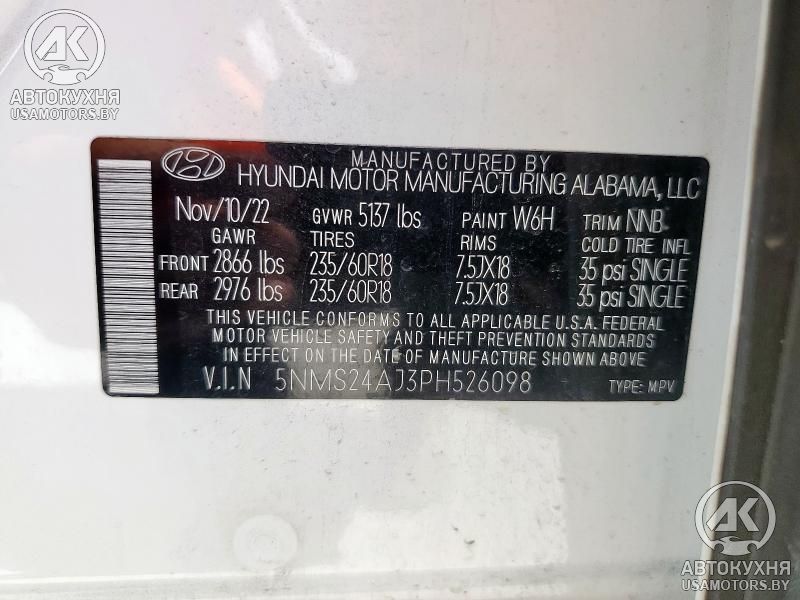 AK
АВТОКУХНЯ
USAMOTORS.BY
MANUFACTURED BY
HYUNDAI MOTOR MANUFACTURING ALABAMA, LLC
Nov/10/22 GVWR 5137 lbs PAINT W6H TRIM NNB
GAWR TIRES RIMS COLD TIRE INFL
FRONT 2866 lbs 235/60R18 7.5JX18 35 psi SINGLE
REAR 2976 lbs 235/60R18 7.5JX18 35 psi SINGLE
THIS VEHICLE CONFORMS TO ALL APPLICABLE U.S.A. FEDERAL
MOTOR VEHICLE SAFETY AND THEFT PREVENTION STANDARDS
IN EFFECT ON THE DATE OF MANUFACTURE SHOWN ABOVE.
V.I.N 5NMS24AJ3PH526098 TYPE: MPV
AK
АВТОКУХНЯ
USAMOTORS.BY